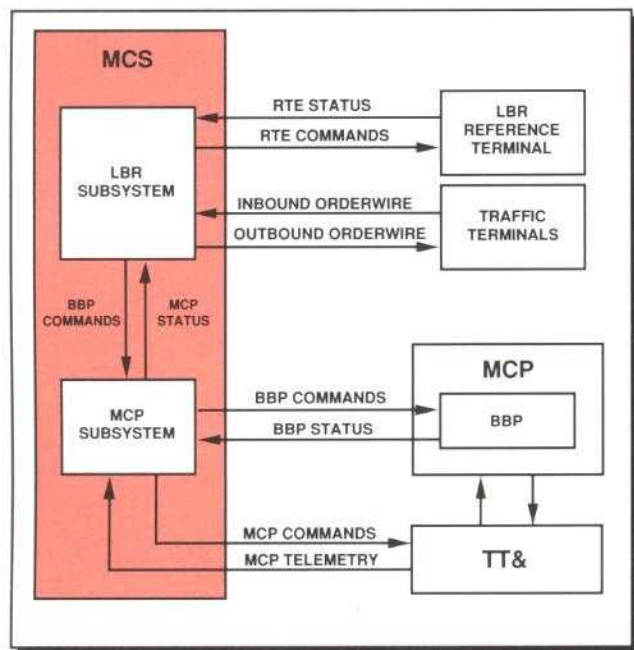 MCS
LBR
SUBSYSTEM
RTE STATUS
RTE COMMANDS
LBR
REFERENCE
TERMINAL
INBOUND ORDERWIRE
OUTBOUND ORDERWIRE
TRAFFIC
TERMINALS
BBP
COMMANDS
MCP
STATUS
MCP
SUBSYSTEM
BBP COMMANDS
BBP STATUS
MCP
BBP
MCP COMMANDS
MCP TELEMETRY
TT&